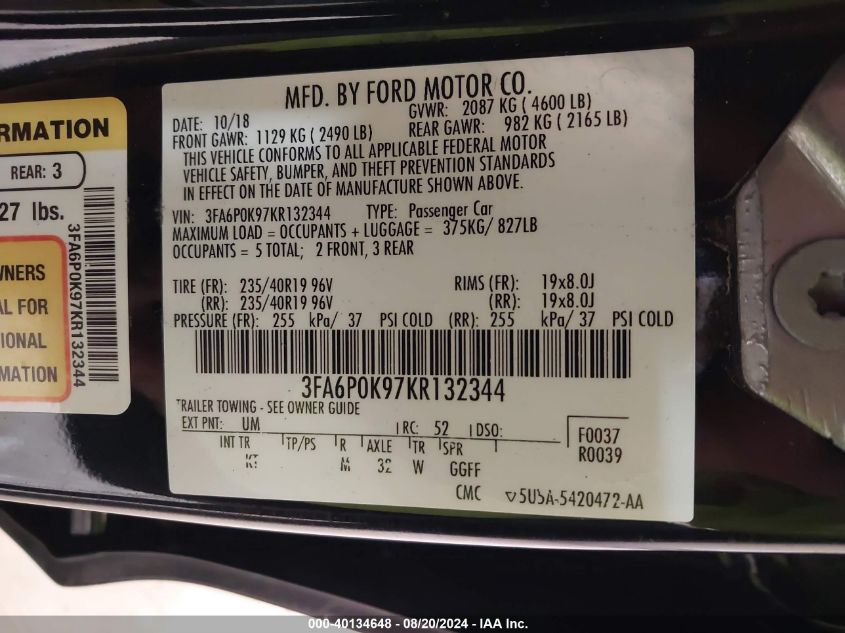 MFD. BY FORD MOTOR CO.
DATE: 10/18 GVWR: 2087 KG ( 4600 LB)
FRONT GAWR: 1129 KG ( 2490 LB) REAR GAWR: 982 KG ( 2165 LB)
THIS VEHICLE CONFORMS TO ALL APPLICABLE FEDERAL MOTOR
VEHICLE SAFETY, BUMPER, AND THEFT PREVENTION STANDARDS
IN EFFECT ON THE DATE OF MANUFACTURE SHOWN ABOVE.
VIN: 3FA6P0K97KR132344 TYPE: Passenger Car
MAXIMUM LOAD = OCCUPANTS + LUGGAGE = 375KG/ 827LB
OCCUPANTS = 5 TOTAL; 2 FRONT, 3 REAR
TIRE (FR): 235/40R19 96V RIMS (FR): 19x8.0J
(RR): 235/40R19 96V (RR): 19x8.0J
PRESSURE (FR): 255 kPa/ 37 PSI COLD (RR): 255 kPa/ 37 PSI COLD
3FA6P0K97KR132344
TRAILER TOWING - SEE OWNER GUIDE
EXT PNT: UM RC: 52 DSO:
INT TR TP/PS R AXLE TR SPR
M 32 W GGFF
F0037
R0039
CMC 5U5A-5420472-AA
ORMATION
REAR: 3
27 lbs.
3FA6P0K97KR132344
WNERS
AL FOR
IONAL
MATION
000-40134648 - 08/20/2024 - IAA Inc.